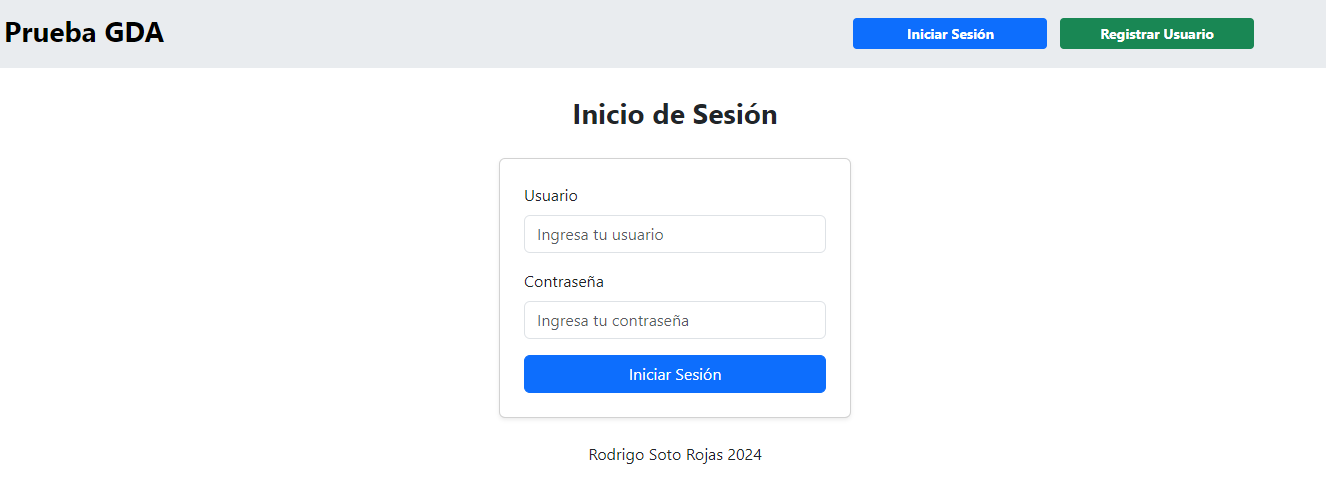 Prueba GDA
Iniciar Sesión
Registrar Usuario
Inicio de Sesión
Usuario
Ingresa tu usuario
Contraseña
Ingresa tu contraseña
Iniciar Sesión
Rodrigo Soto Rojas 2024